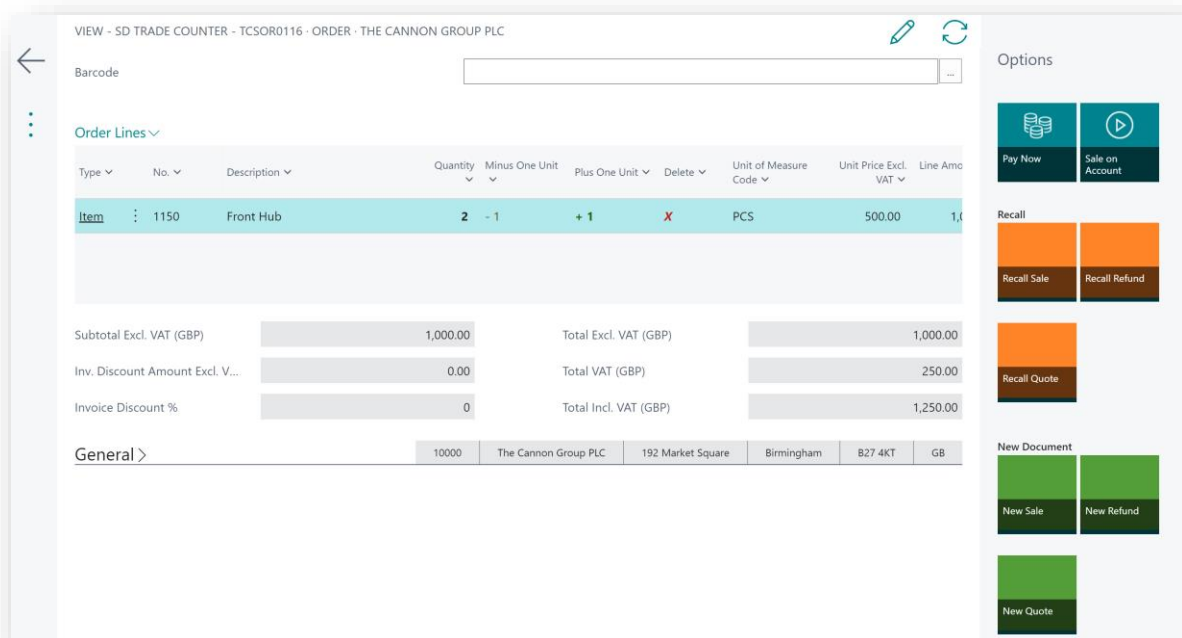 VIEW - SD TRADE COUNTER - TCSOR0116 · ORDER · THE CANNON GROUP PLC
Barcode
...
Order Lines
Type No. Description Quantity Minus One Unit Plus One Unit Delete Unit of Measure Code Unit Price Excl. VAT Line Amo
Item 1150 Front Hub 2 - 1 + 1 X PCS 500.00 1,0
Subtotal Excl. VAT (GBP) 1,000.00 Total Excl. VAT (GBP) 1,000.00
Inv. Discount Amount Excl. V... 0.00 Total VAT (GBP) 250.00
Invoice Discount % 0 Total Incl. VAT (GBP) 1,250.00
General 10000 The Cannon Group PLC 192 Market Square Birmingham B27 4KT GB
Options
Pay Now
Sale on
Account
Recall
Recall Sale Recall Refund
Recall Quote
New Document
New Sale New Refund
New Quote